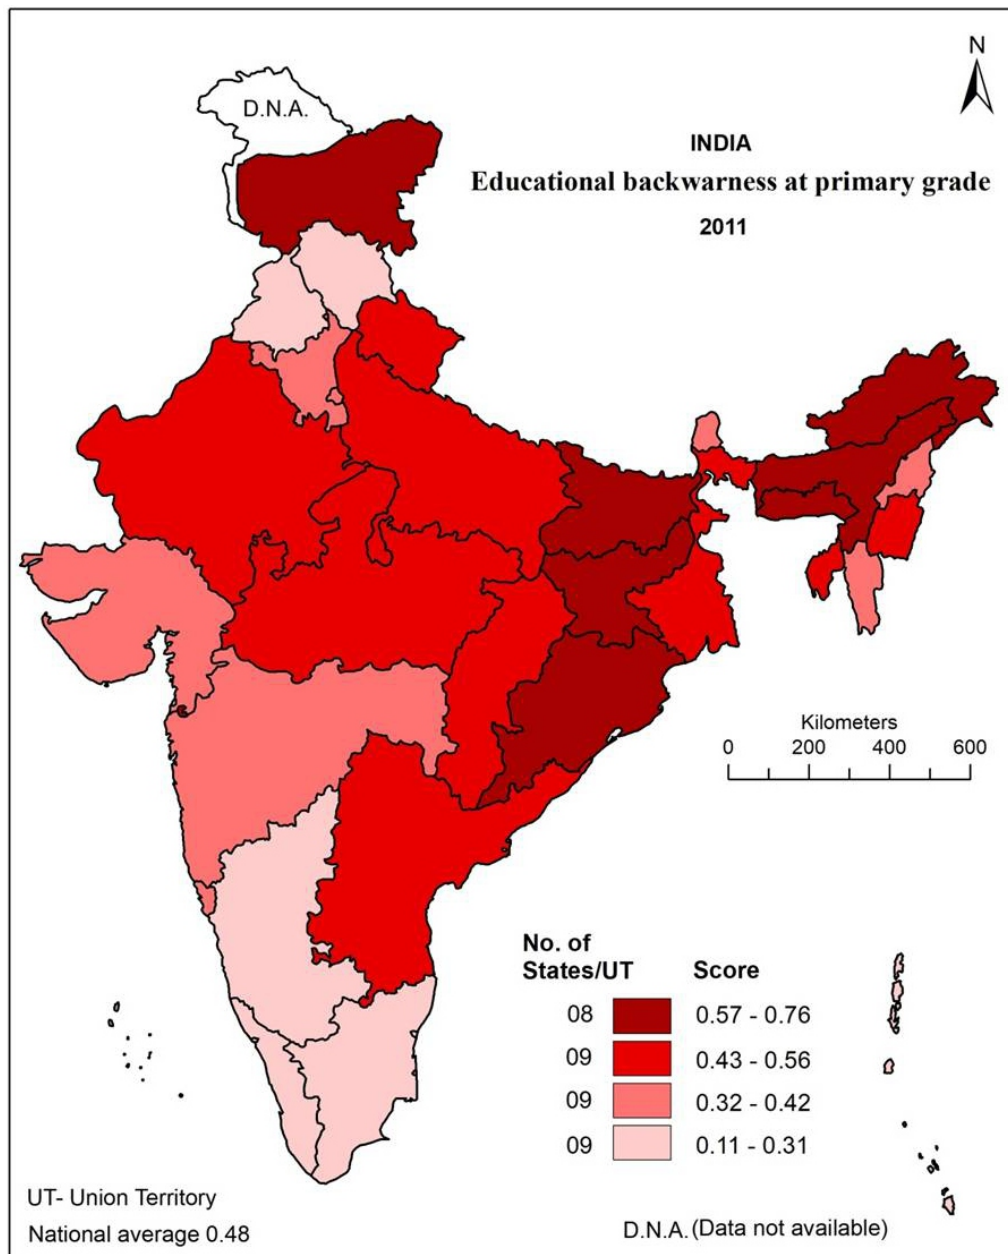 D.N.A.
N
INDIA
Educational backwarness at primary grade
2011
Kilometers
0 200 400 600
No. of
States/UT Score
08 0.57 - 0.76
09 0.43 - 0.56
09 0.32 - 0.42
09 0.11 - 0.31
UT- Union Territory
National average 0.48
D.N.A. (Data not available)